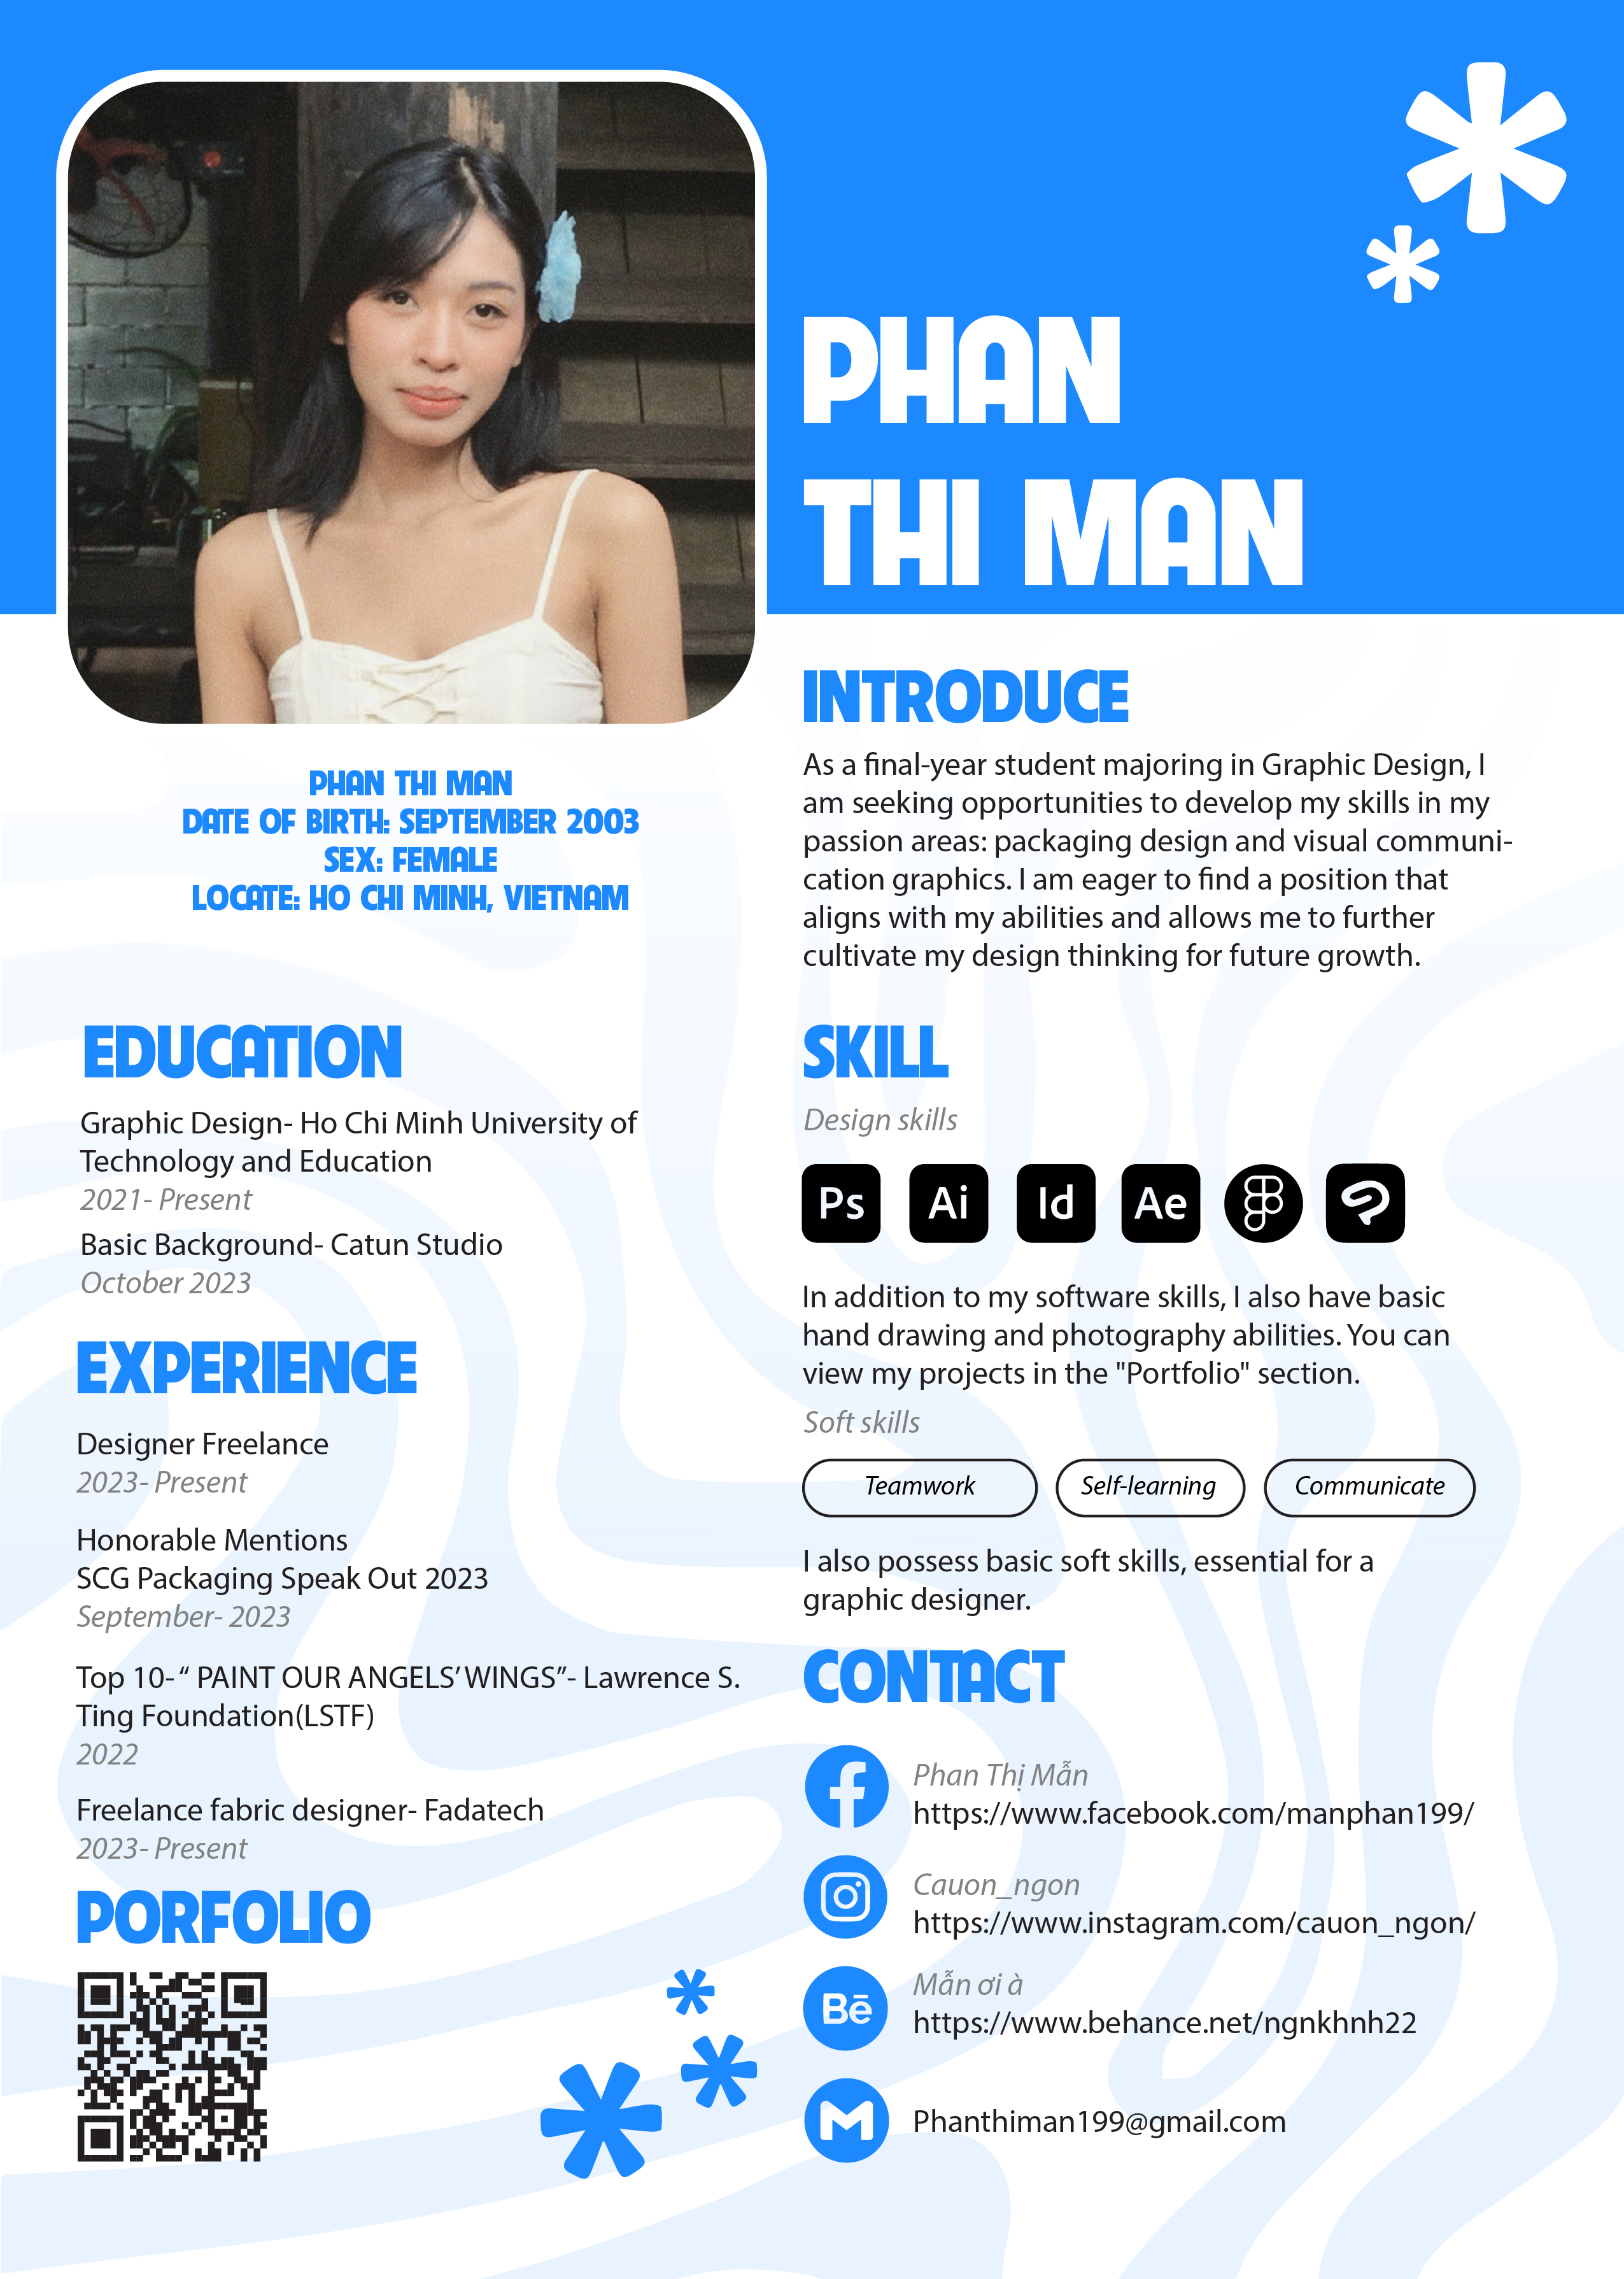 PHAN
THI MAN
PHAN THI MAN
DATE OF BIRTH: SEPTEMBER 2003
SEX: FEMALE
LOCATE: HO CHI MINH, VIETNAM
INTRODUCE
As a final-year student majoring in Graphic Design, I
am seeking opportunities to develop my skills in my
passion areas: packaging design and visual communi-
cation graphics. I am eager to find a position that
aligns with my abilities and allows me to further
cultivate my design thinking for future growth.
EDUCATION
Graphic Design- Ho Chi Minh University of
Technology and Education
2021- Present
Basic Background- Catun Studio
October 2023
EXPERIENCE
Designer Freelance
2023- Present
Honorable Mentions
SCG Packaging Speak Out 2023
September- 2023
Top 10- “ PAINT OUR ANGELS’ WINGS”- Lawrence S.
Ting Foundation(LSTF)
2022
Freelance fabric designer- Fadatech
2023- Present
PORFOLIO
SKILL
Design skills
Ps Ai Id Ae
In addition to my software skills, I also have basic
hand drawing and photography abilities. You can
view my projects in the "Portfolio" section.
Soft skills
Teamwork Self-learning Communicate
I also possess basic soft skills, essential for a
graphic designer.
CONTACT
Phan Thị Mẫn
https://www.facebook.com/manphan199/
Cauon_ngon
https://www.instagram.com/cauon_ngon/
Mẫn ơi à
Bē https://www.behance.net/ngnkhnh22
Phanthiman199@gmail.com